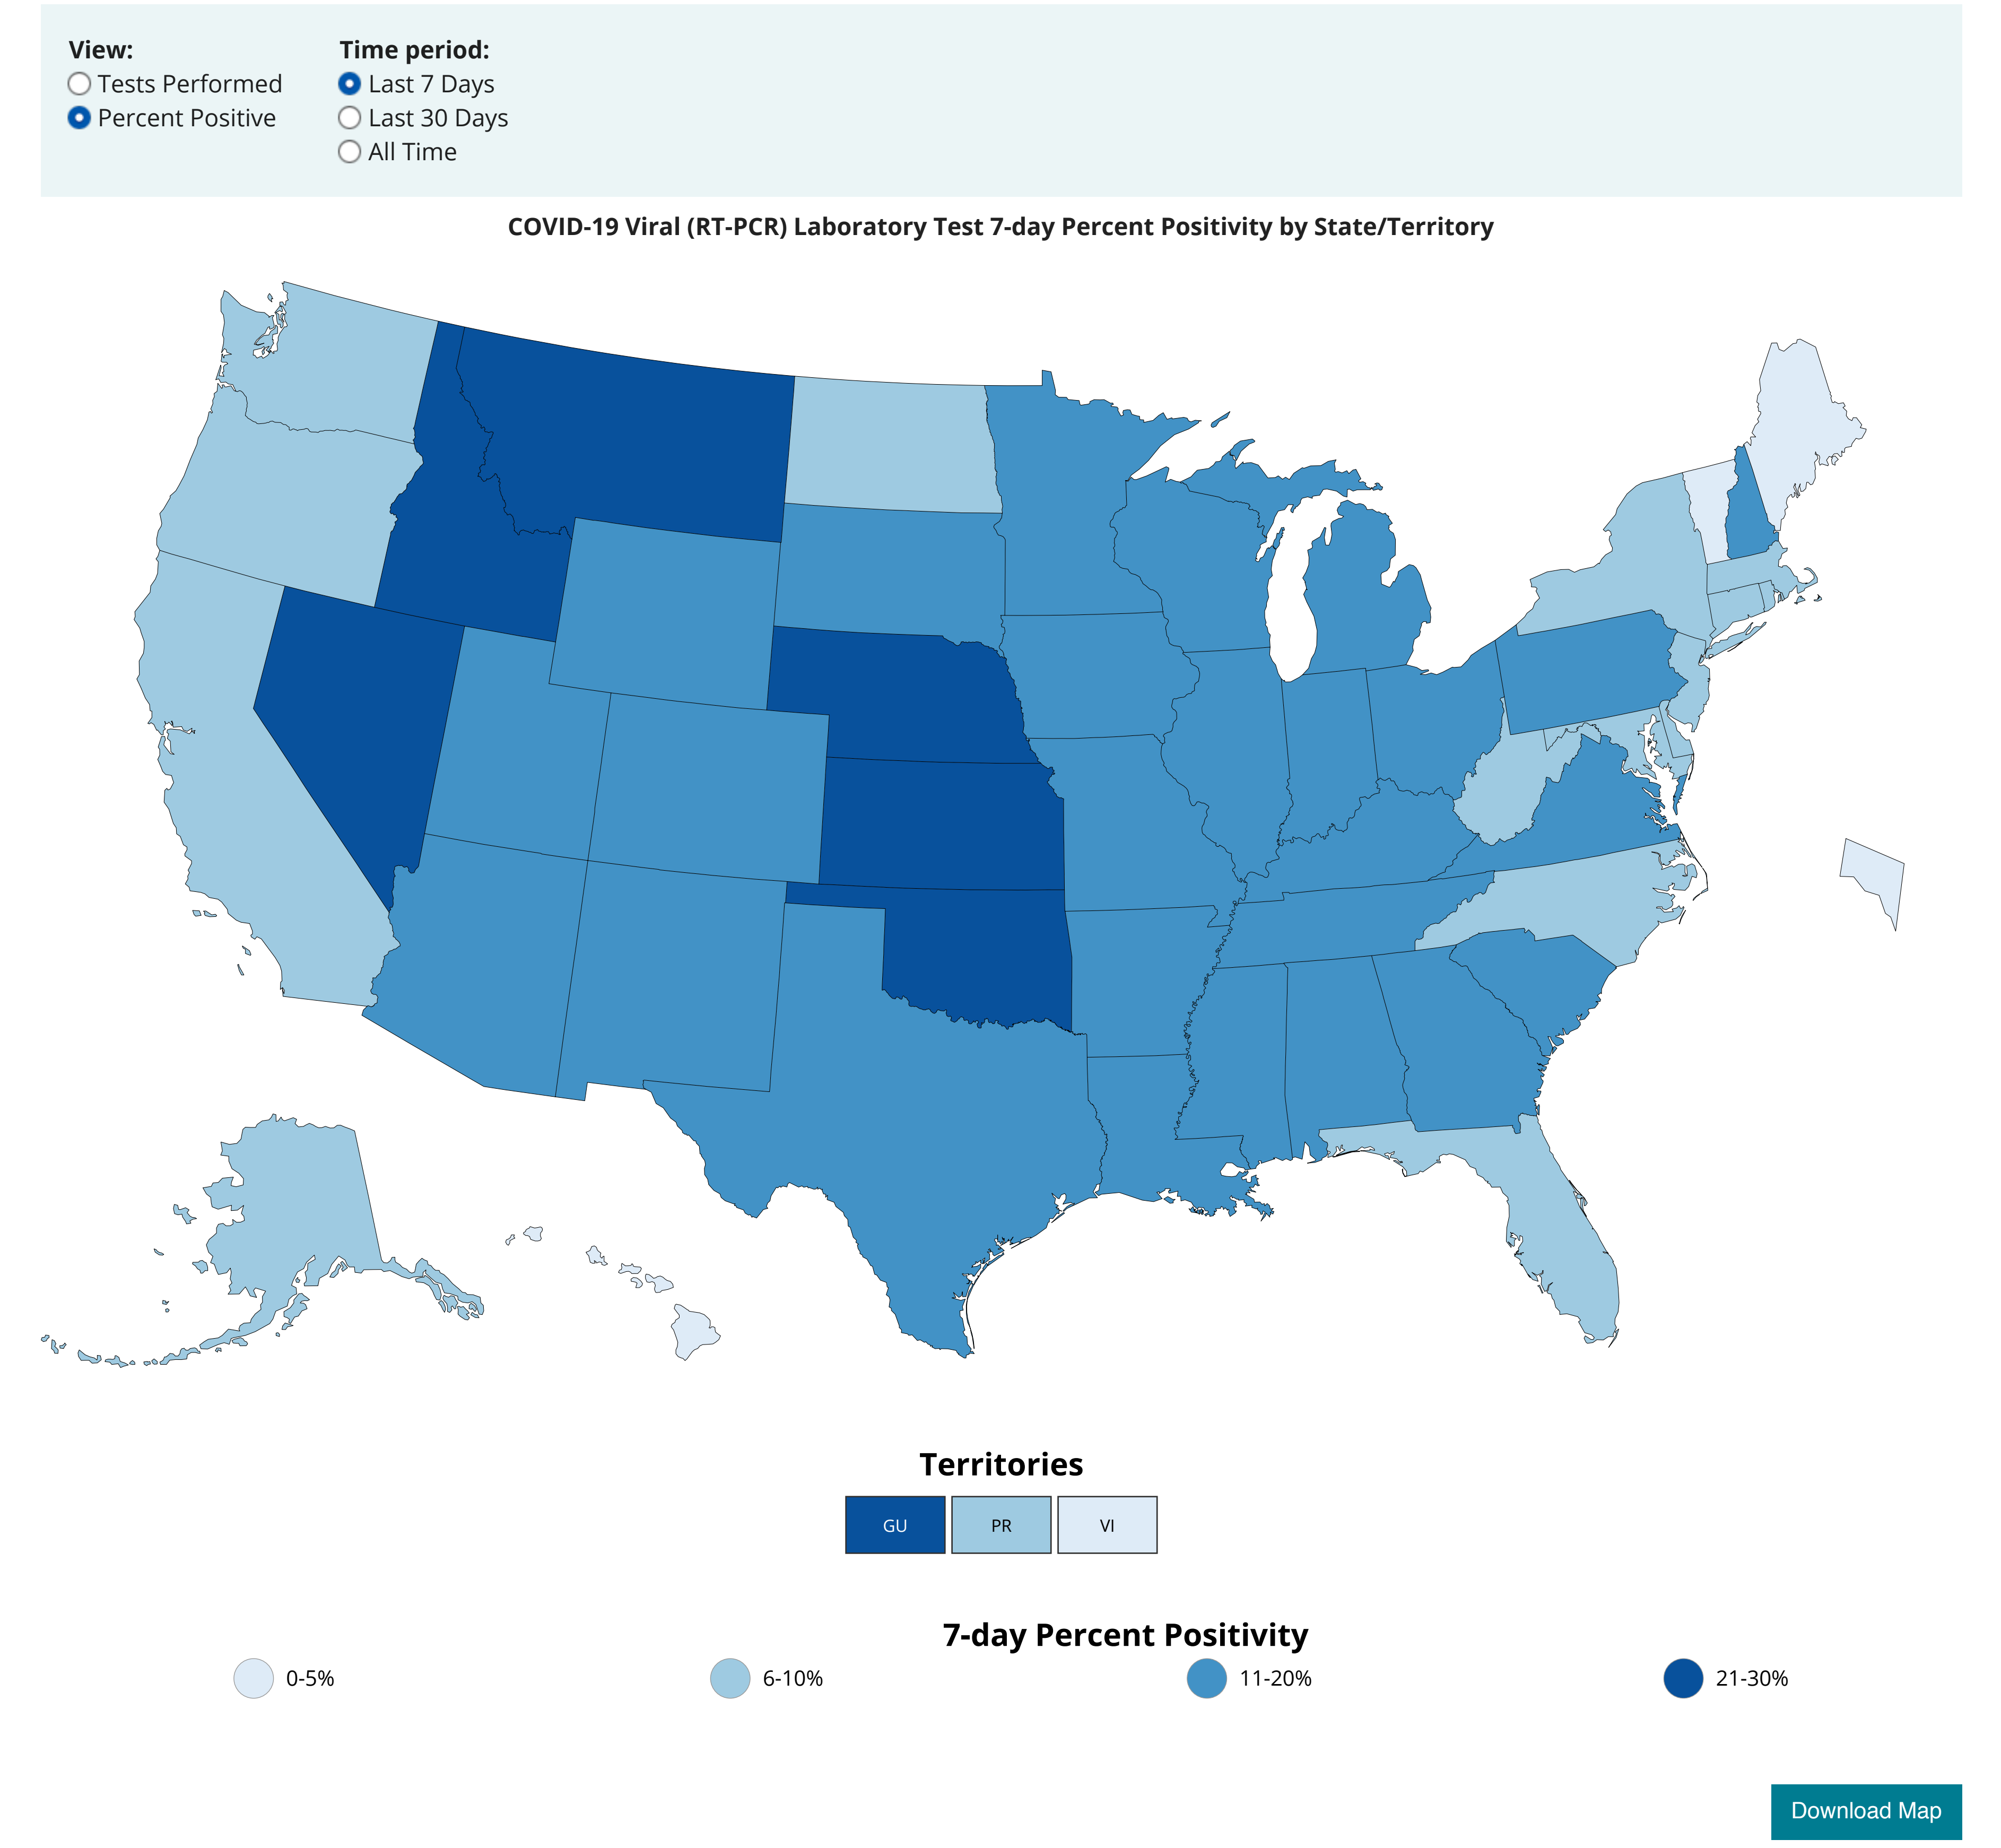 View:
Tests Performed
Percent Positive
Time period:
Last 7 Days
Last 30 Days
All Time
COVID-19 Viral (RT-PCR) Laboratory Test 7-day Percent Positivity by State/Territory
Territories
GU PR VI
7-day Percent Positivity
0-5% 6-10% 11-20% 21-30%
Download Map